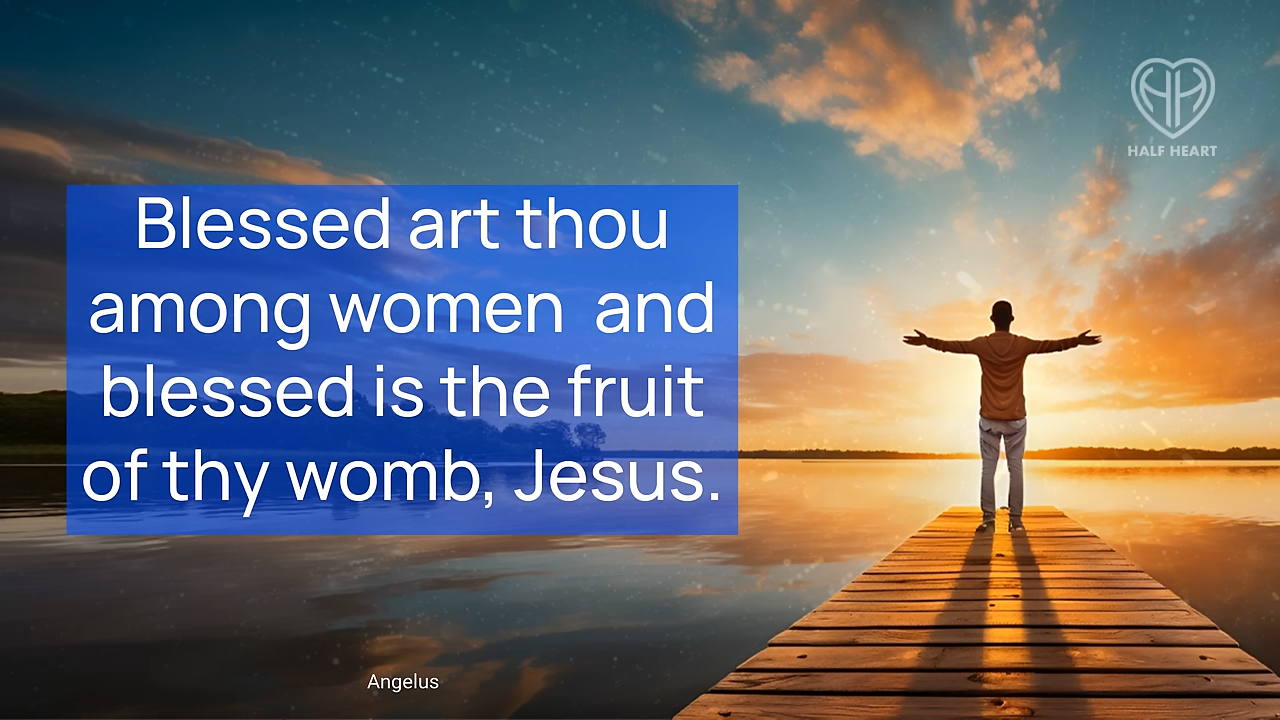 HALF HEART
Blessed art thou
among women  and
blessed is the fruit
of thy womb, Jesus.
Angelus